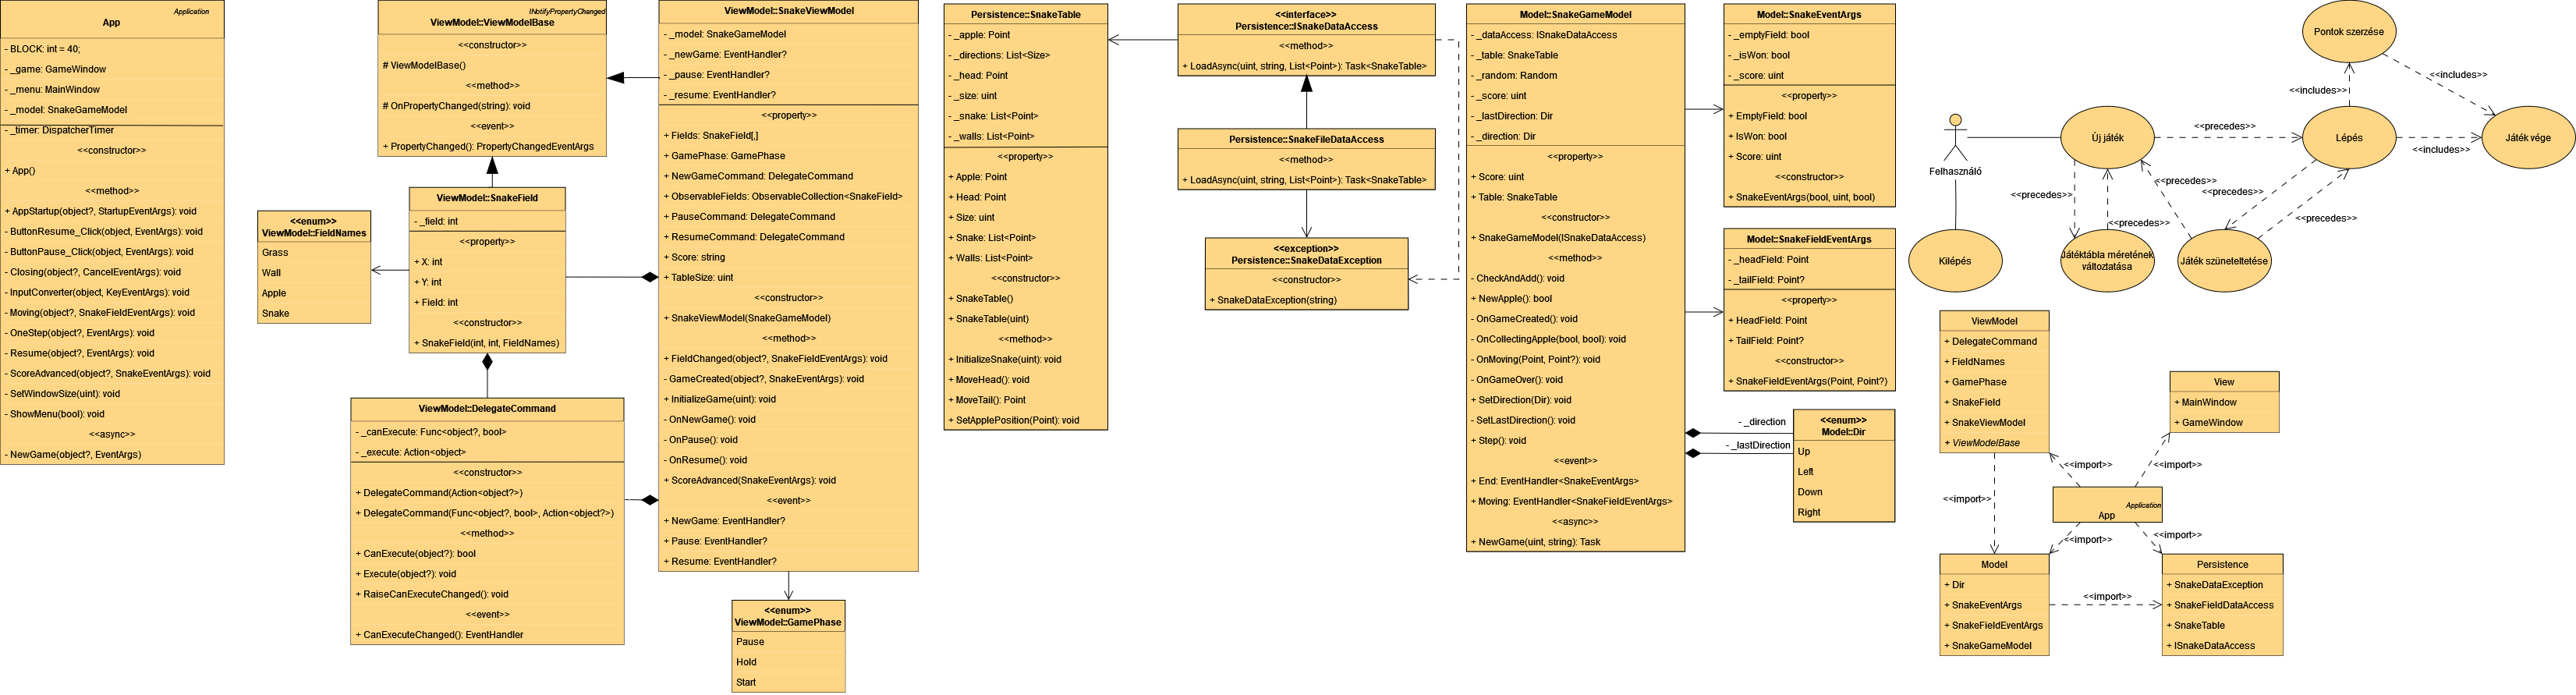 Application
App
- BLOCK: int = 40;
- _game: GameWindow
- _menu: MainWindow
- _model: SnakeGameModel
- _timer: DispatcherTimer
<<constructor>>
+ App()
<<method>>
+ AppStartup(object?, StartupEventArgs): void
- ButtonResume_Click(object, EventArgs): void
- ButtonPause_Click(object, EventArgs): void
- Closing(object?, CancelEventArgs): void
- InputConverter(object, KeyEventArgs): void
- Moving(object?, SnakeFieldEventArgs): void
- OneStep(object?, EventArgs): void
- Resume(object?, EventArgs): void
- ScoreAdvanced(object?, SnakeEventArgs): void
- SetWindowSize(uint): void
- ShowMenu(bool): void
<<async>>
- NewGame(object?, EventArgs)
<<enum>>
ViewModel::FieldNames
Grass
Wall
Apple
Snake
INotifyPropertyChanged
ViewModel::ViewModelBase
<<constructor>>
# ViewModelBase()
<<method>>
# OnPropertyChanged(string): void
<<event>>
+ PropertyChanged(): PropertyChangedEventArgs
ViewModel::SnakeField
- _field: int
<<property>>
+ X: int
+ Y: int
+ Field: int
<<constructor>>
+ SnakeField(int, int, FieldNames)
ViewModel::DelegateCommand
- _canExecute: Func<object?, bool>
- _execute: Action<object>
<<constructor>>
+ DelegateCommand(Action<object?>)
+ DelegateCommand(Func<object?, bool>, Action<object?>)
<<method>>
+ CanExecute(object?): bool
+ Execute(object?): void
+ RaiseCanExecuteChanged(): void
<<event>>
+ CanExecuteChanged(): EventHandler
ViewModel::SnakeViewModel
- _model: SnakeGameModel
- _newGame: EventHandler?
- _pause: EventHandler?
- _resume: EventHandler?
<<property>>
+ Fields: SnakeField[,]
+ GamePhase: GamePhase
+ NewGameCommand: DelegateCommand
+ ObservableFields: ObservableCollection<SnakeField>
+ PauseCommand: DelegateCommand
+ ResumeCommand: DelegateCommand
+ Score: string
+ TableSize: uint
<<constructor>>
+ SnakeViewModel(SnakeGameModel)
<<method>>
+ FieldChanged(object?, SnakeFieldEventArgs): void
- GameCreated(object?, SnakeEventArgs): void
+ InitializeGame(uint): void
- OnNewGame(): void
- OnPause(): void
- OnResume(): void
+ ScoreAdvanced(SnakeEventArgs): void
<<event>>
+ NewGame: EventHandler?
+ Pause: EventHandler?
+ Resume: EventHandler?
<<enum>>
ViewModel::GamePhase
Pause
Hold
Start
Persistence::SnakeTable
- _apple: Point
- _directions: List<Size>
- _head: Point
- _size: uint
- _snake: List<Point>
- _walls: List<Point>
<<property>>
+ Apple: Point
+ Head: Point
+ Size: uint
+ Snake: List<Point>
+ Walls: List<Point>
<<constructor>>
+ SnakeTable()
+ SnakeTable(uint)
<<method>>
+ InitializeSnake(uint): void
+ MoveHead(): void
+ MoveTail(): Point
+ SetApplePosition(Point): void
<<interface>>
Persistence::ISnakeDataAccess
<<method>>
+ LoadAsync(uint, string, List<Point>): Task<SnakeTable>
Persistence::SnakeFileDataAccess
<<method>>
+ LoadAsync(uint, string, List<Point>): Task<SnakeTable>
<<exception>>
Persistence::SnakeDataException
<<constructor>>
+ SnakeDataException(string)
Model::SnakeGameModel
- _dataAccess: ISnakeDataAccess
- _table: SnakeTable
- _random: Random
- _score: uint
- _lastDirection: Dir
- _direction: Dir
<<property>>
+ Score: uint
+ Table: SnakeTable
<<constructor>>
+ SnakeGameModel(ISnakeDataAccess)
<<method>>
- CheckAndAdd(): void
+ NewApple(): bool
- OnGameCreated(): void
- OnCollectingApple(bool, bool): void
- OnMoving(Point, Point?): void
- OnGameOver(): void
+ SetDirection(Dir): void
- SetLastDirection(): void
+ Step(): void
<<event>>
+ End: EventHandler<SnakeEventArgs>
+ Moving: EventHandler<SnakeFieldEventArgs>
<<async>>
+ NewGame(uint, string): Task
Model::SnakeEventArgs
- _emptyField: bool
- _isWon: bool
- _score: uint
<<property>>
+ EmptyField: bool
+ IsWon: bool
+ Score: uint
<<constructor>>
+ SnakeEventArgs(bool, uint, bool)
Model::SnakeFieldEventArgs
- _headField: Point
- _tailField: Point?
<<property>>
+ HeadField: Point
+ TailField: Point?
<<constructor>>
+ SnakeFieldEventArgs(Point, Point?)
- _direction
- _lastDirection
<<enum>>
Model::Dir
Up
Left
Down
Right
Pontok szerzése
<<includes>>
<<includes>>
Felhasználó
Új játék
<<precedes>>
Lépés
<<includes>>
Játék vége
<<precedes>>
<<precedes>>
<<precedes>>
<<precedes>>
<<precedes>>
Kilépés
Játéktábla méretének
változtatása
Játék szüneteltetése
ViewModel
+ DelegateCommand
+ FieldNames
+ GamePhase
+ SnakeField
+ SnakeViewModel
+ ViewModelBase
View
+ MainWindow
+ GameWindow
<<import>>
<<import>>
<<import>>
Application
App
<<import>>
<<import>>
Model
+ Dir
+ SnakeEventArgs
+ SnakeFieldEventArgs
+ SnakeGameModel
<<import>>
Persistence
+ SnakeDataException
+ SnakeFieldDataAccess
+ SnakeTable
+ ISnakeDataAccess